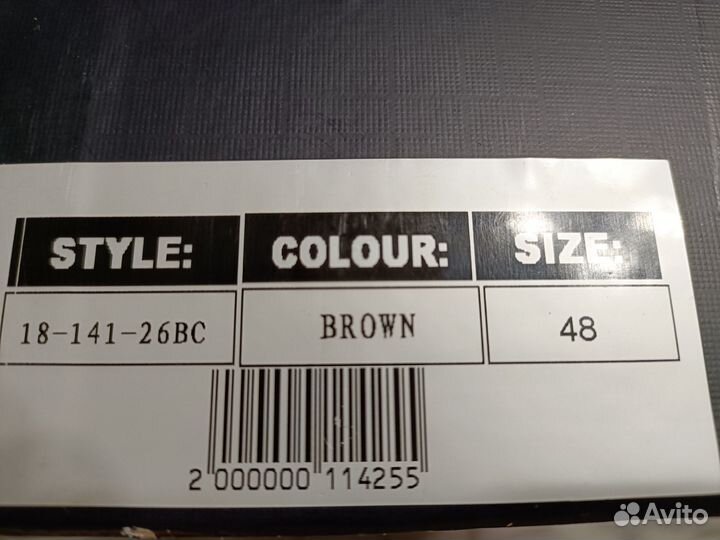 STYLE: COLOUR: SIZE:
18-141-26BC BROWN 48
2 000000 114255
Avito